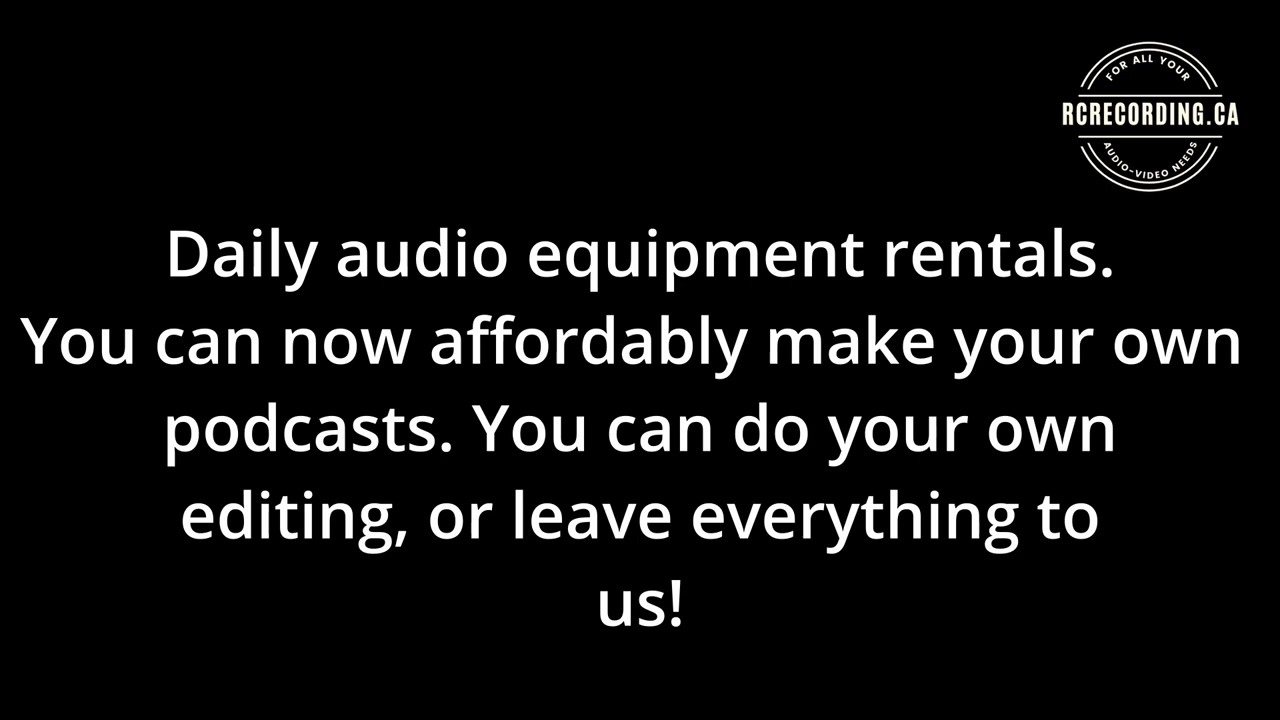 FOR ALL YOUR
RCRECORDING.CA
AUDIO-VIDEO NEEDS
Daily audio equipment rentals.
You can now affordably make your own
podcasts. You can do your own
editing, or leave everything to
us!